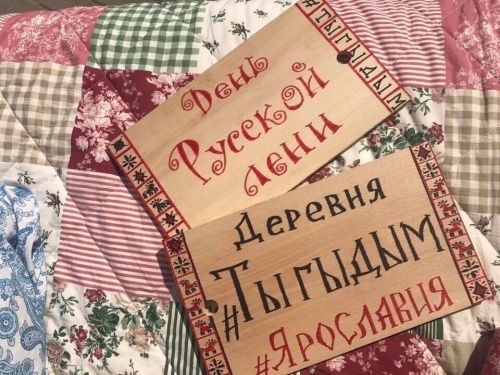 #ТЫГЫДЫМ
День
Русской
лени
Деревня
#Тыгыдым
#ЯРОСЛАВИЯ